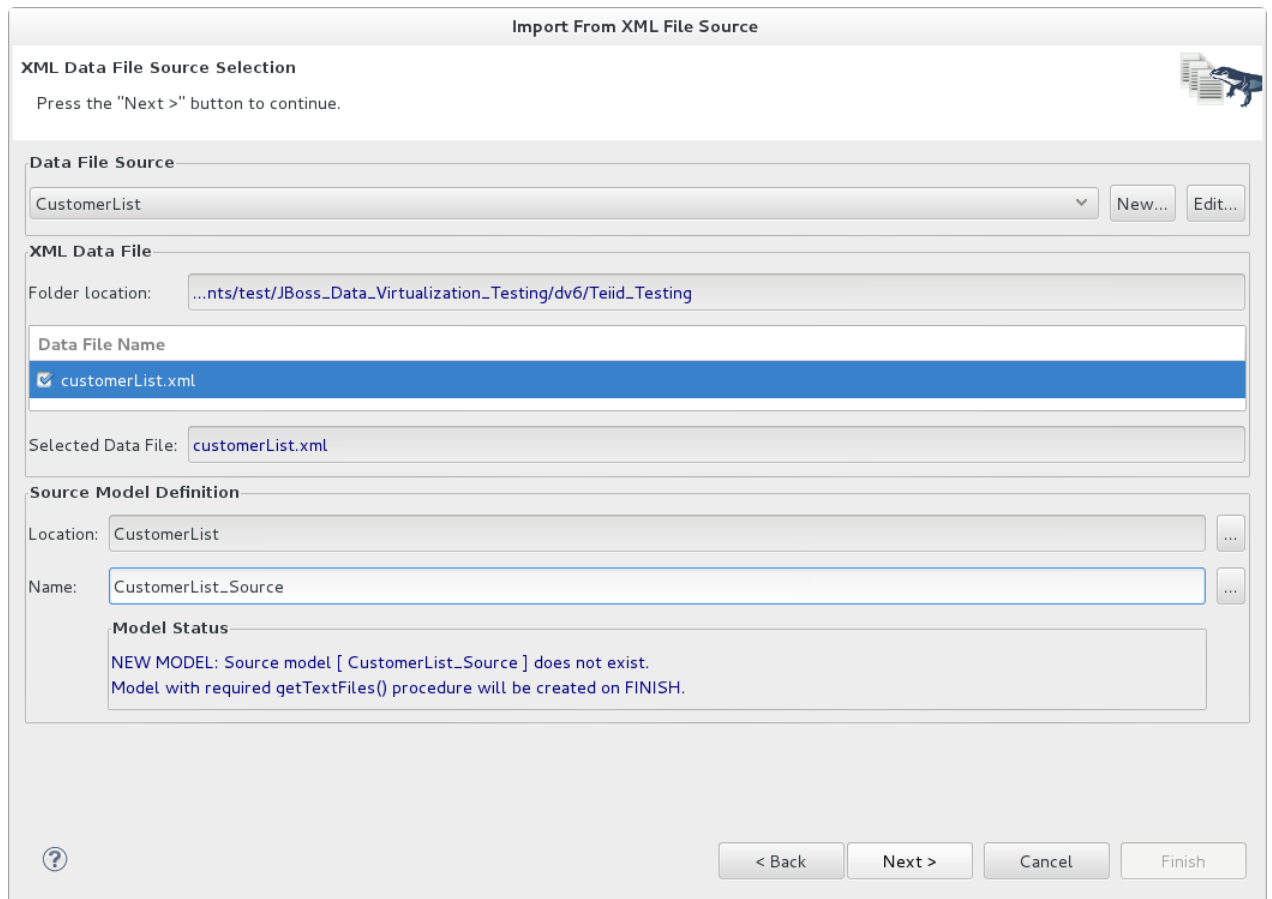 Import From XML File Source
XML Data File Source Selection
Press the "Next >" button to continue.
Data File Source
CustomerList
New...
Edit...
XML Data File
Folder location:
...nts/test/JBoss_Data_Virtualization_Testing/dv6/Teiid_Testing
Data File Name
customerList.xml
Selected Data File:
customerList.xml
Source Model Definition
Location:
CustomerList
...
Name:
CustomerList_Source
...
Model Status
NEW MODEL: Source model [ CustomerList_Source ] does not exist.
Model with required getTextFiles() procedure will be created on FINISH.
?
< Back
Next >
Cancel
Finish